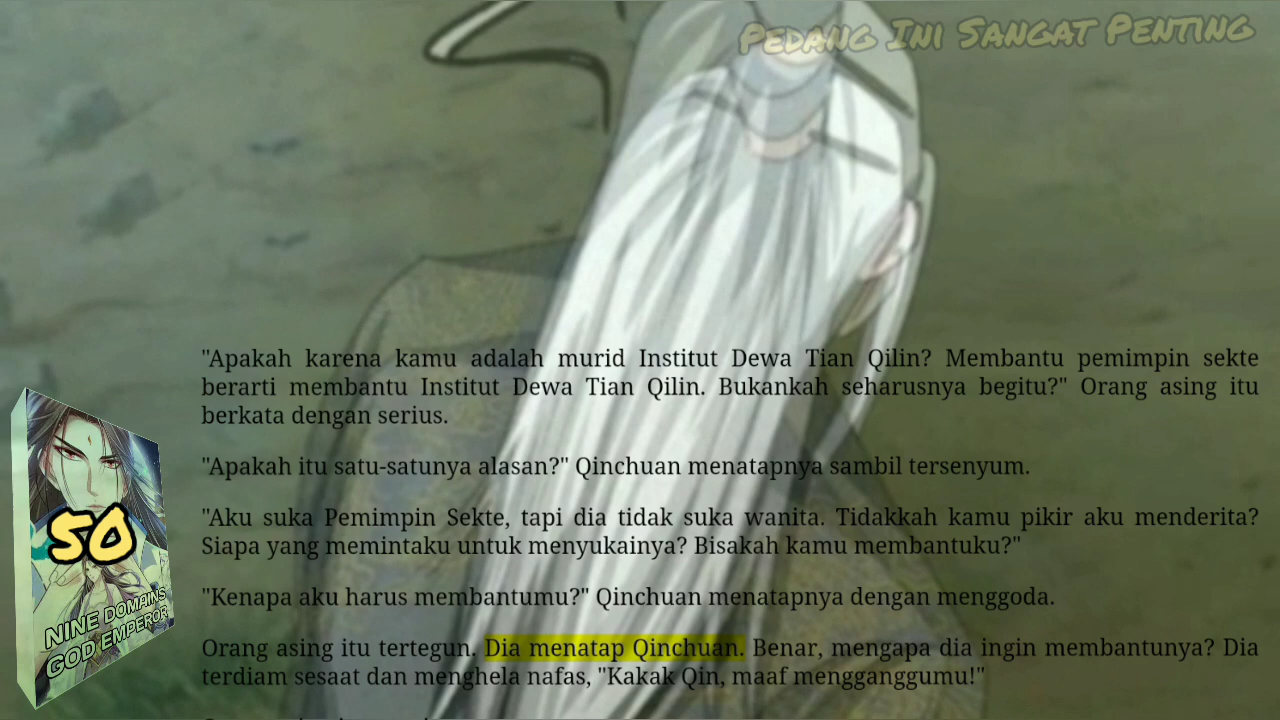 Pedang Ini Sangat Penting
"Apakah karena kamu adalah murid Institut Dewa Tian Qilin? Membantu pemimpin sekte
berarti membantu Institut Dewa Tian Qilin. Bukankah seharusnya begitu?" Orang asing itu
berkata dengan serius.
"Apakah itu satu-satunya alasan?" Qinchuan menatapnya sambil tersenyum.
"Aku suka Pemimpin Sekte, tapi dia tidak suka wanita. Tidakkah kamu pikir aku menderita?
Siapa yang memintaku untuk menyukainya? Bisakah kamu membantuku?"
"Kenapa aku harus membantumu?" Qinchuan menatapnya dengan menggoda.
Orang asing itu tertegun. Dia menatap Qinchuan. Benar, mengapa dia ingin membantunya? Dia
terdiam sesaat dan menghela nafas, "Kakak Qin, maaf mengganggumu!"
50
NINE DOMAINS
GOD EMPEROR